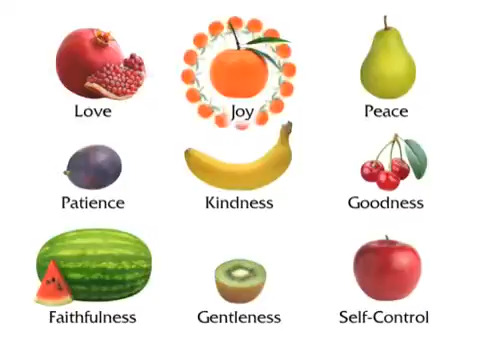 Love
Joy
Peace
Patience
Kindness
Goodness
Faithfulness
Gentleness
Self-Control